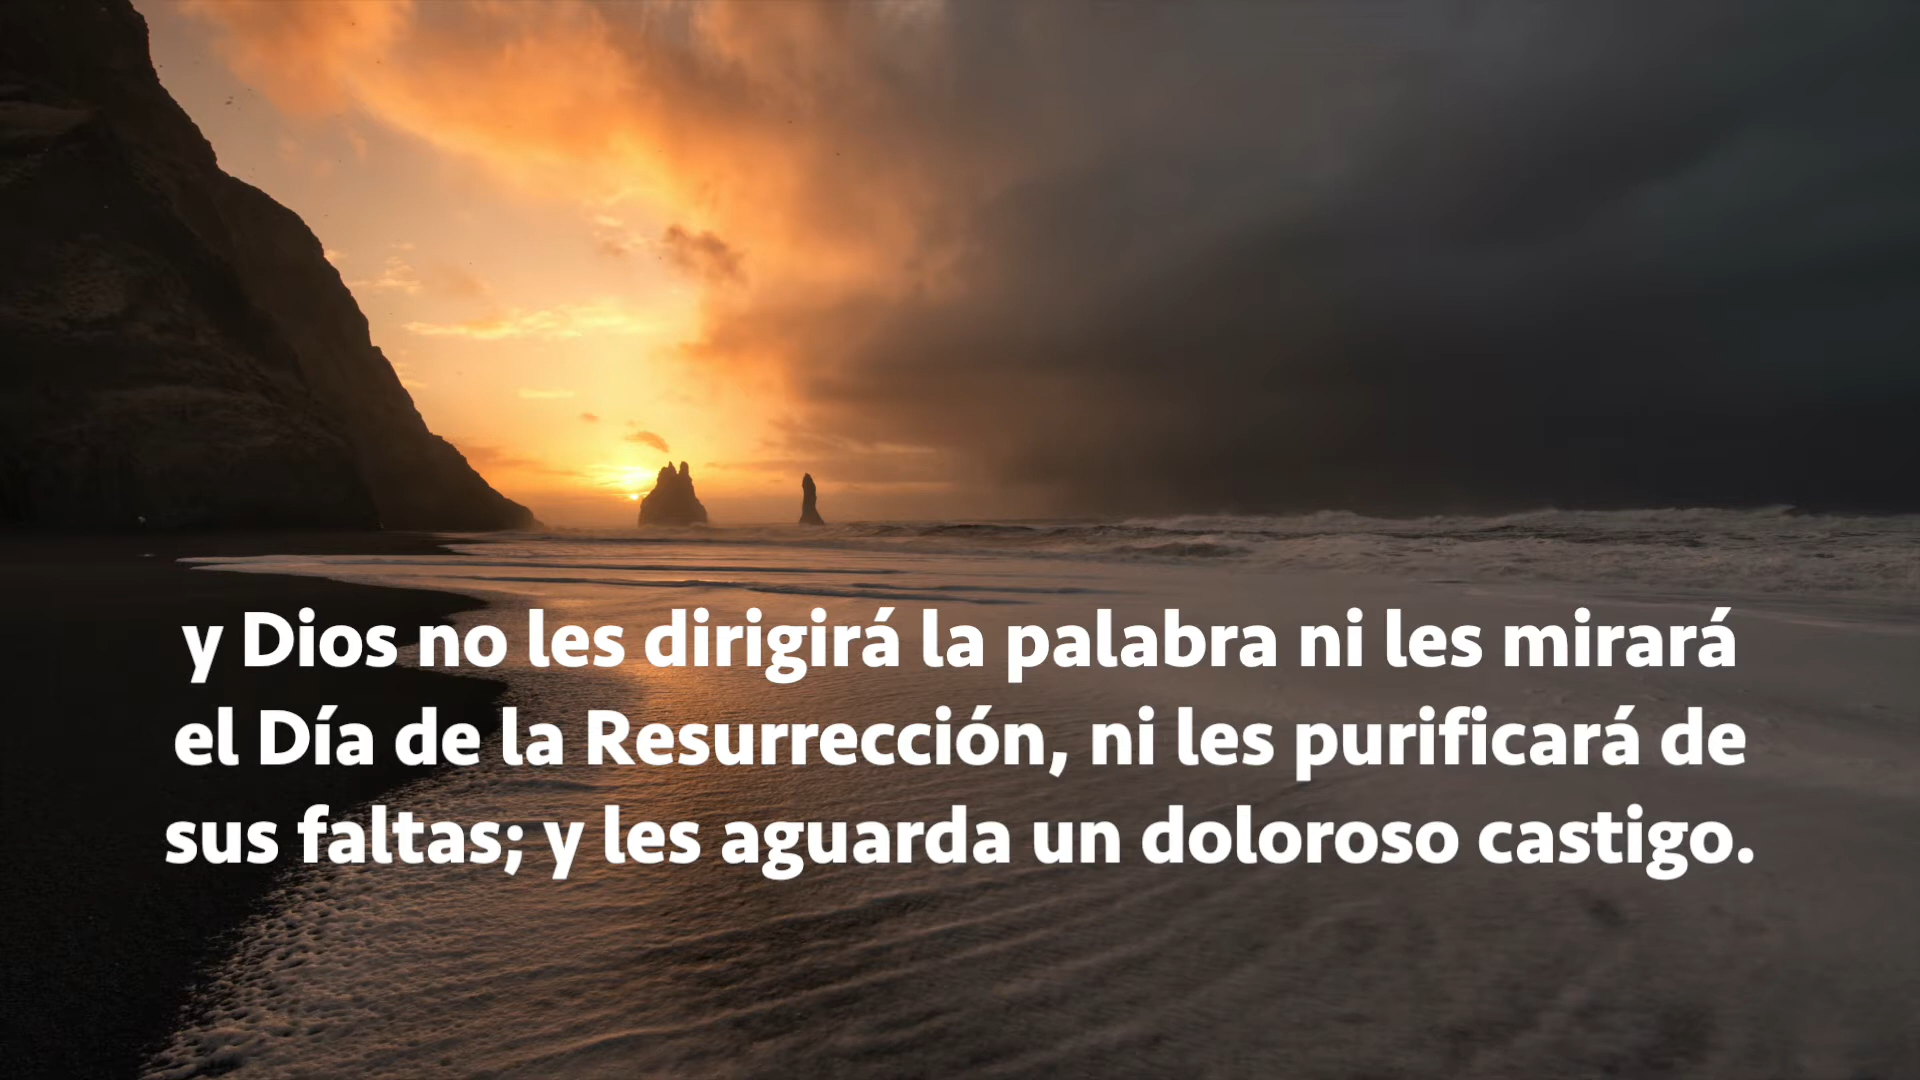 y Dios no les dirigirá la palabra ni les mirará
el Día de la Resurrección, ni les purificará de
sus faltas; y les aguarda un doloroso castigo.